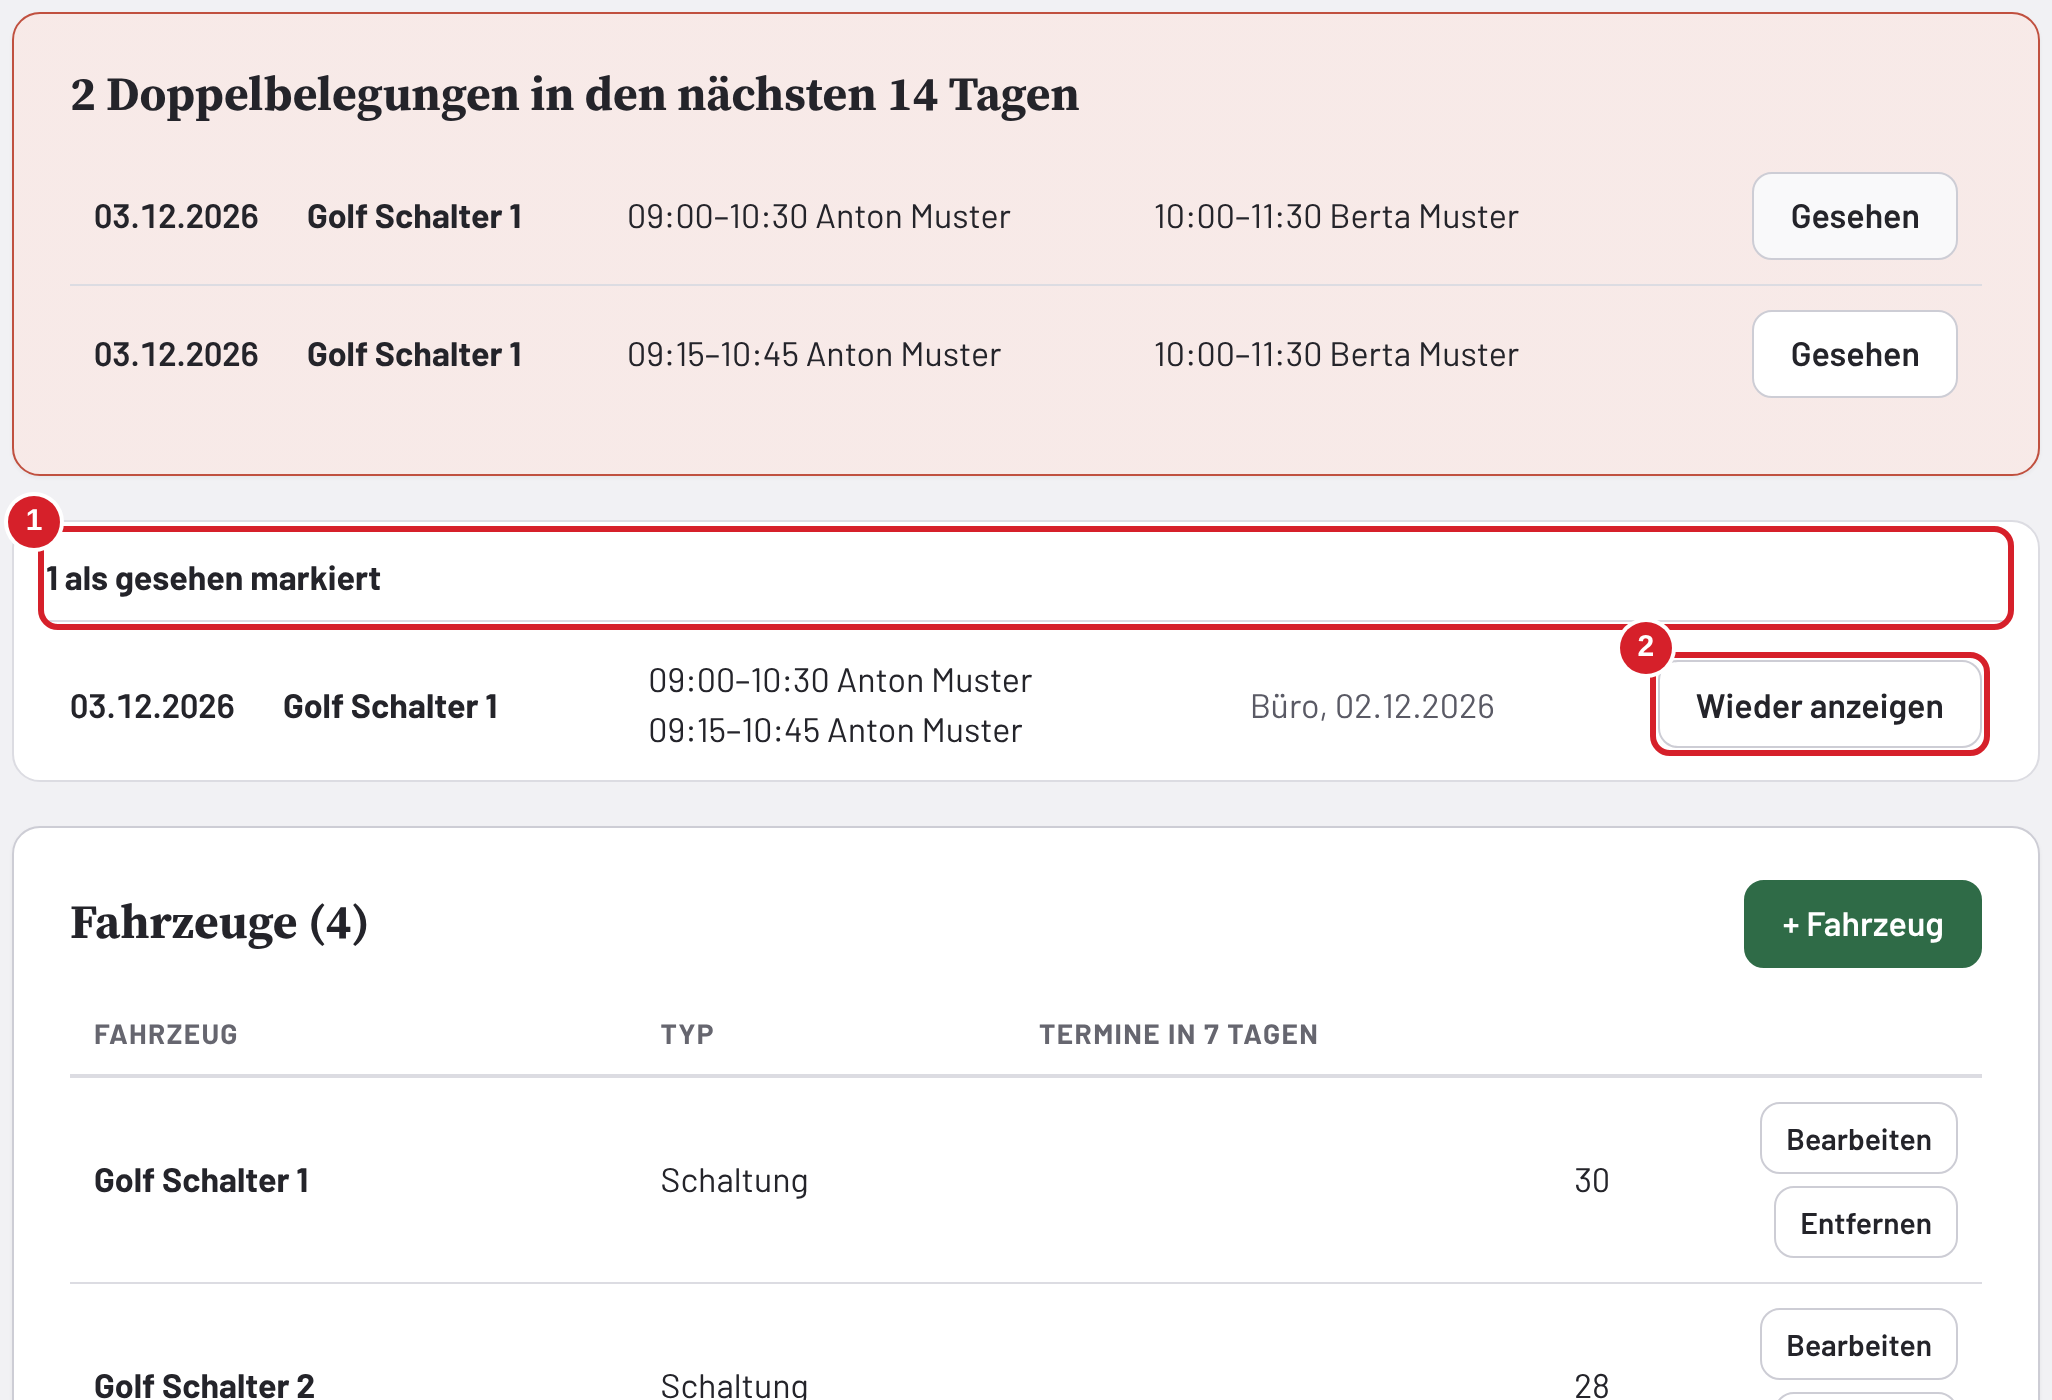 2 Doppelbelegungen in den nächsten 14 Tagen
03.12.2026 Golf Schalter 1 09:00–10:30 Anton Muster 10:00–11:30 Berta Muster Gesehen
03.12.2026 Golf Schalter 1 09:15–10:45 Anton Muster 10:00–11:30 Berta Muster Gesehen
1
1 als gesehen markiert
2
03.12.2026 Golf Schalter 1 09:00–10:30 Anton Muster
09:15–10:45 Anton Muster Büro, 02.12.2026 Wieder anzeigen
Fahrzeuge (4) + Fahrzeug
FAHRZEUG TYP TERMINE IN 7 TAGEN
Golf Schalter 1 Schaltung 30 Bearbeiten
Entfernen
Golf Schalter 2 Schaltung 28 Bearbeiten